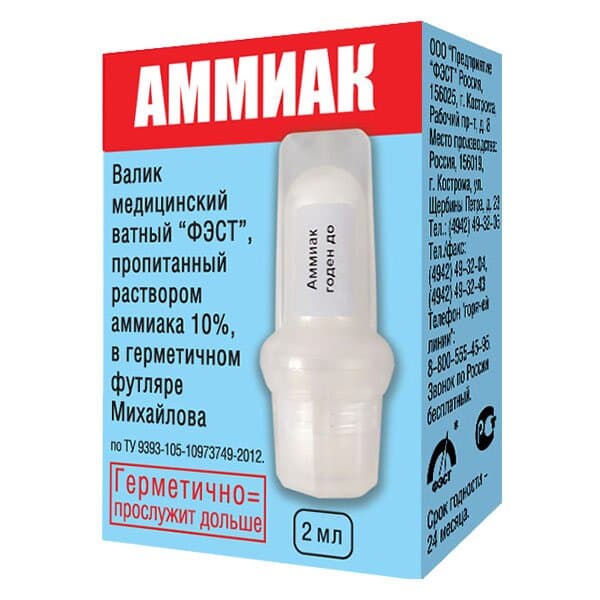 АММИАК
Валик
медицинский
ватный "ФЭСТ",
пропитанный
раствором
аммиака 10%,
в герметичном
футляре
Михайлова
по ТУ 9393-105-10973749-2012.
Герметично=
прослужит дольше
2 мл
Аммиак
годен до
ООО "Предприятие
"ФЭСТ" Россия,
156025, г. Кострома,
Рабочий пр-т, д. 8
Место производства:
Россия, 156019,
г. Кострома, ул.
Щербины Петра, д. 23
Тел.: (4942) 49-32-05
Тел./факс:
(4942) 49-32-04,
(4942) 49-32-43
Телефон "горячей
линии":
8-800-555-45-95.
Звонок по России
бесплатный.
ФЭСТ
Срок годности -
24 месяца.